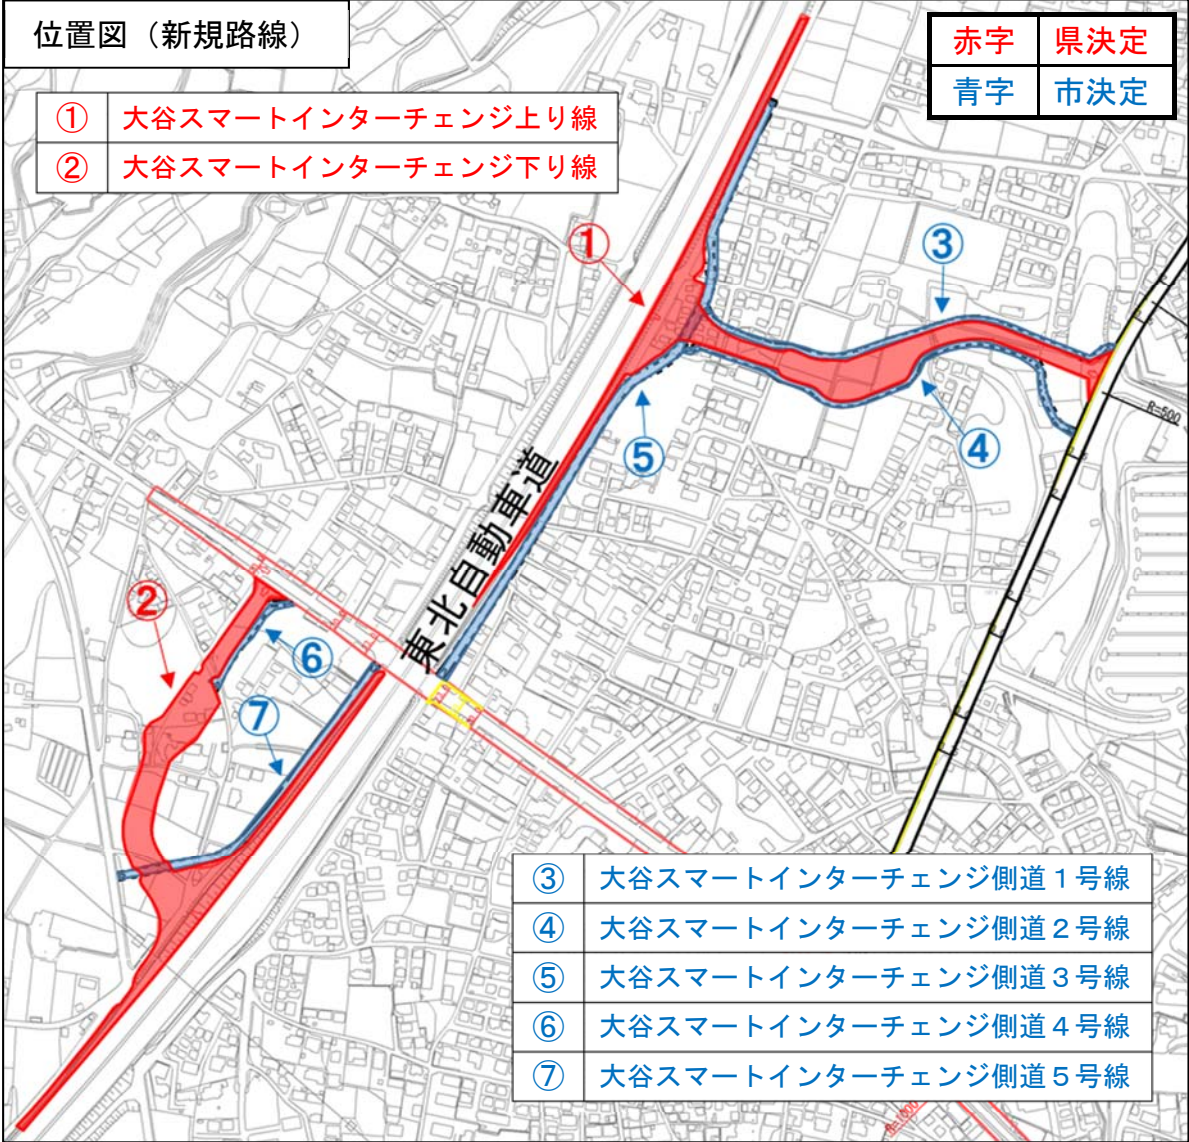 位置図（新規路線）
赤字 県決定
青字 市決定
① 大谷スマートインターチェンジ上り線
② 大谷スマートインターチェンジ下り線
①
③
⑤
④
R=500
東北自動車道
②
⑥
⑦
③ 大谷スマートインターチェンジ側道１号線
④ 大谷スマートインターチェンジ側道２号線
⑤ 大谷スマートインターチェンジ側道３号線
⑥ 大谷スマートインターチェンジ側道４号線
⑦ 大谷スマートインターチェンジ側道５号線